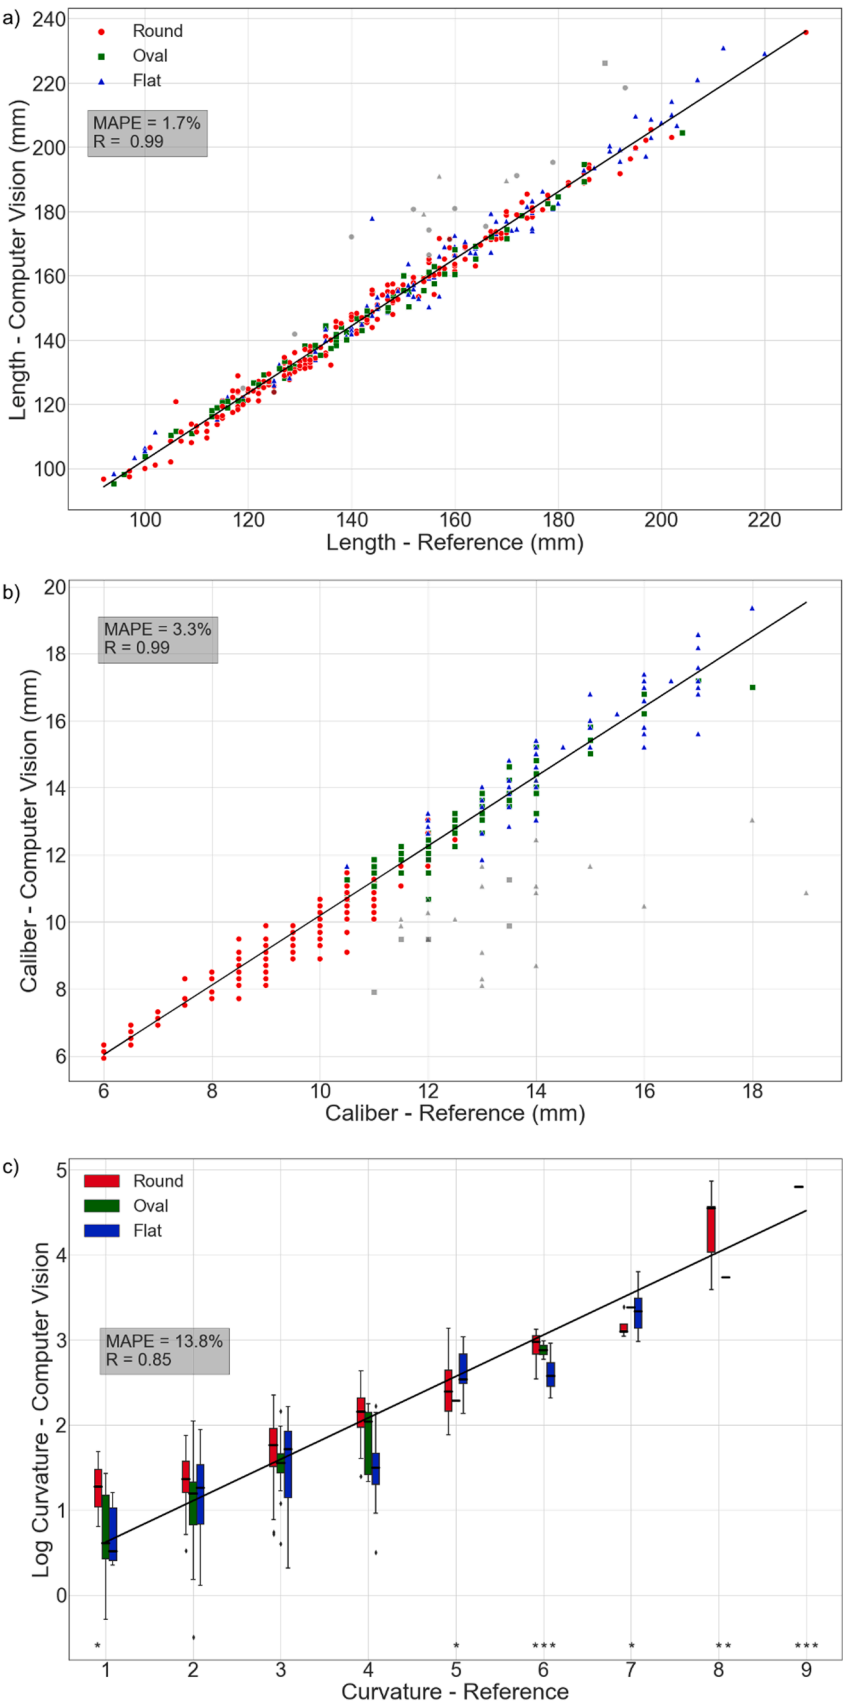 a)
Round
Oval
Flat
MAPE = 1.7%
R = 0.99
240
220
200
180
160
140
120
100
Length - Computer Vision (mm)
100 120 140 160 180 200 220
Length - Reference (mm)
b)
MAPE = 3.3%
R = 0.99
20
18
16
14
12
10
8
6
Caliber - Computer Vision (mm)
6 8 10 12 14 16 18
Caliber - Reference (mm)
c)
Round
Oval
Flat
MAPE = 13.8%
R = 0.85
5
4
3
2
1
0
Log Curvature - Computer Vision
* * *** * ** ***
1 2 3 4 5 6 7 8 9
Curvature - Reference